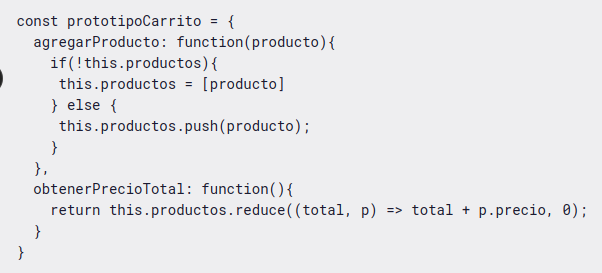 const prototipoCarrito = {
  agregarProducto: function(producto){
    if(!this.productos){
     this.productos = [producto]
    } else {
     this.productos.push(producto);
    }
  },
  obtenerPrecioTotal: function(){
    return this.productos.reduce((total, p) => total + p.precio, 0);
  }
}